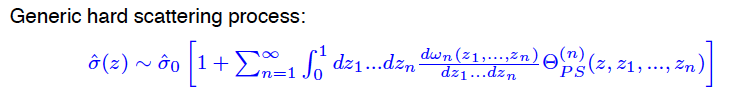 Generic hard scattering process:
σ̂(z) ∼ σ̂₀ [1 + ∑_{n=1}^{∞} ∫_0^1 dz₁...dzₙ \frac{dωn(z₁,...,zₙ)}{dz₁...dzₙ} Θ_{PS}^{(n)}(z, z₁, ..., zₙ)]